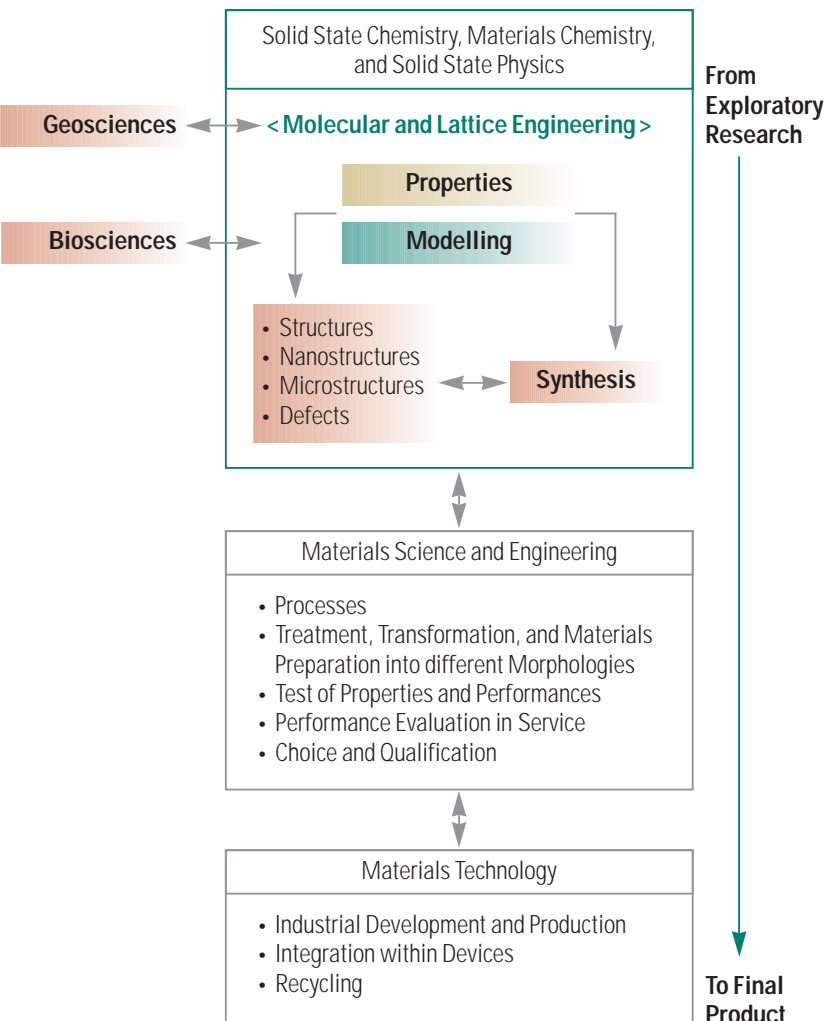 Solid State Chemistry, Materials Chemistry,
and Solid State Physics
From
Exploratory
Research
Geosciences
< Molecular and Lattice Engineering >
Properties
Biosciences
Modelling
• Structures
• Nanostructures
• Microstructures
• Defects
Synthesis
Materials Science and Engineering
• Processes
• Treatment, Transformation, and Materials
Preparation into different Morphologies
• Test of Properties and Performances
• Performance Evaluation in Service
• Choice and Qualification
Materials Technology
• Industrial Development and Production
• Integration within Devices
• Recycling
To Final
Product